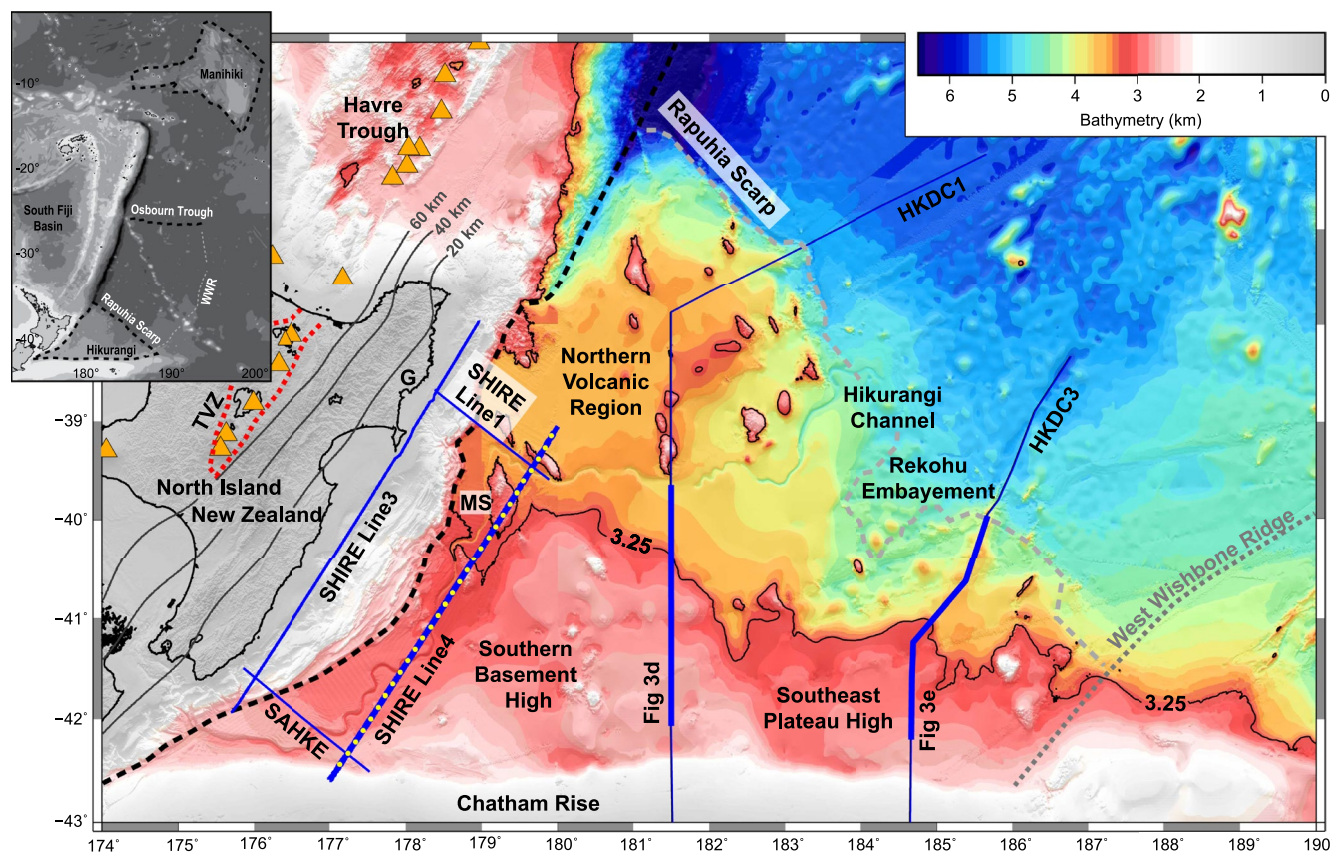 Manihiki
-10°
-20°
South Fiji
Basin
Osbourn Trough
-30°
WWR
Rapuhia Scarp
-40°
Hikurangi
180°
190°
200°
6
5
4
3
2
1
0
Bathymetry (km)
Havre
Trough
Rapuhia Scarp
HKDC1
60 km
40 km
20 km
G
TVZ
SHIRE
Line1
Northern
Volcanic
Region
Hikurangi
Channel
HKDC3
Rekohu
Embayement
North Island
New Zealand
MS
SHIRE Line3
3.25
West Wishbone Ridge
SHIRE Line4
Southern
Basement
High
Fig 3d
Southeast
Plateau High
Fig 3e
3.25
SAHKE
Chatham Rise
−39°
−40°
−41°
−42°
−43°
174°
175°
176°
177°
178°
179°
180°
181°
182°
183°
184°
185°
186°
187°
188°
189°
190